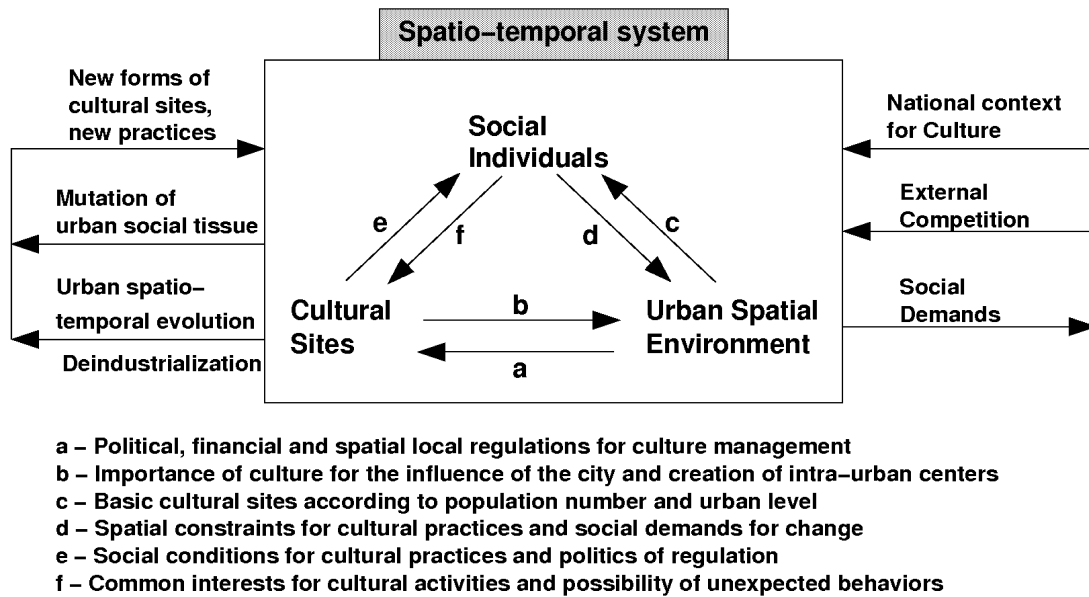 Spatio-temporal system
New forms of
cultural sites,
new practices
Mutation of
urban social tissue
Urban spatio-
temporal evolution
Deindustrialization
Social
Individuals
e
f
d
c
Cultural
Sites
b
a
Urban Spatial
Environment
National context
for Culture
External
Competition
Social
Demands
a – Political, financial and spatial local regulations for culture management
b – Importance of culture for the influence of the city and creation of intra-urban centers
c – Basic cultural sites according to population number and urban level
d – Spatial constraints for cultural practices and social demands for change
e – Social conditions for cultural practices and politics of regulation
f – Common interests for cultural activities and possibility of unexpected behaviors